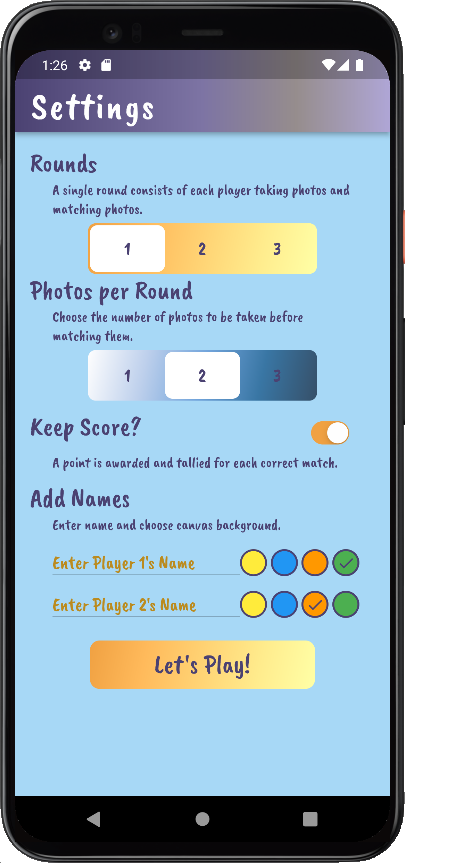 1:26
Settings
Rounds
A single round consists of each player taking photos and
matching photos.
1 2 3
Photos per Round
Choose the number of photos to be taken before
matching them.
1 2 3
Keep Score?
A point is awarded and tallied for each correct match.
Add Names
Enter name and choose canvas background.
Enter Player 1's Name
Enter Player 2's Name
Let's Play!